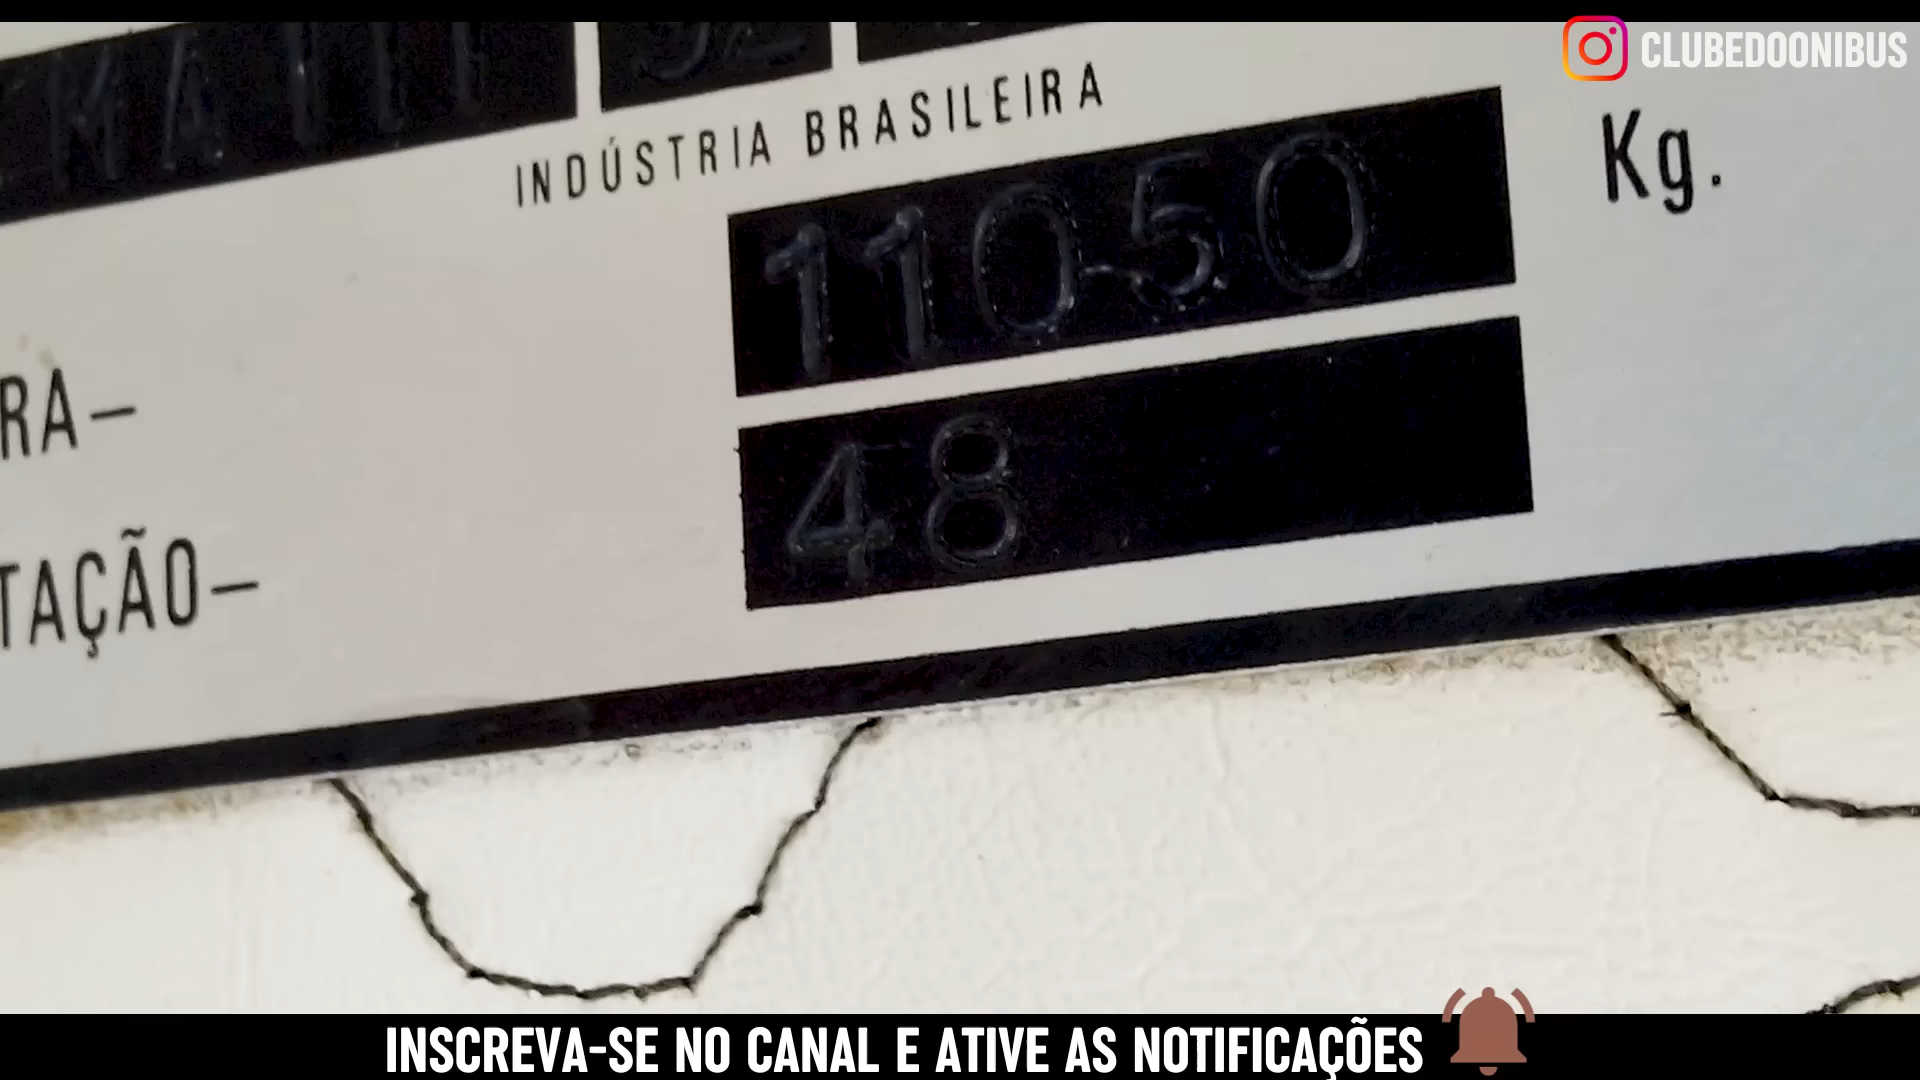 CLUBEDOONIBUS
INDÚSTRIA BRASILEIRA
11050 Kg.
RA–
48
TAÇÃO–
INSCREVA-SE NO CANAL E ATIVE AS NOTIFICAÇÕES